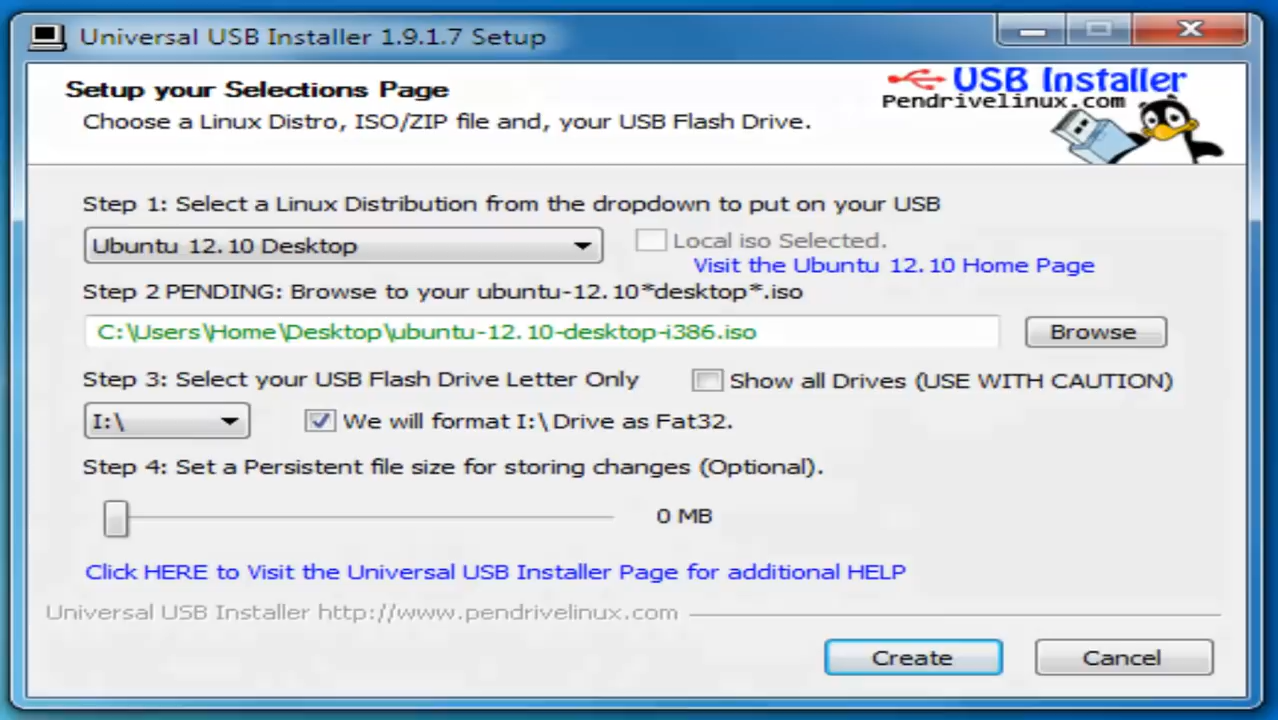 Universal USB Installer 1.9.1.7 Setup
Setup your Selections Page
Choose a Linux Distro, ISO/ZIP file and, your USB Flash Drive.
USB Installer
Pendrivelinux.com
Step 1: Select a Linux Distribution from the dropdown to put on your USB
Ubuntu 12.10 Desktop
Local iso Selected.
Visit the Ubuntu 12.10 Home Page
Step 2 PENDING: Browse to your ubuntu-12.10*desktop*.iso
C:\Users\Home\Desktop\ubuntu-12.10-desktop-i386.iso
Browse
Step 3: Select your USB Flash Drive Letter Only
Show all Drives (USE WITH CAUTION)
I:\
We will format I:\ Drive as Fat32.
Step 4: Set a Persistent file size for storing changes (Optional).
0 MB
Click HERE to Visit the Universal USB Installer Page for additional HELP
Universal USB Installer http://www.pendrivelinux.com
Create
Cancel